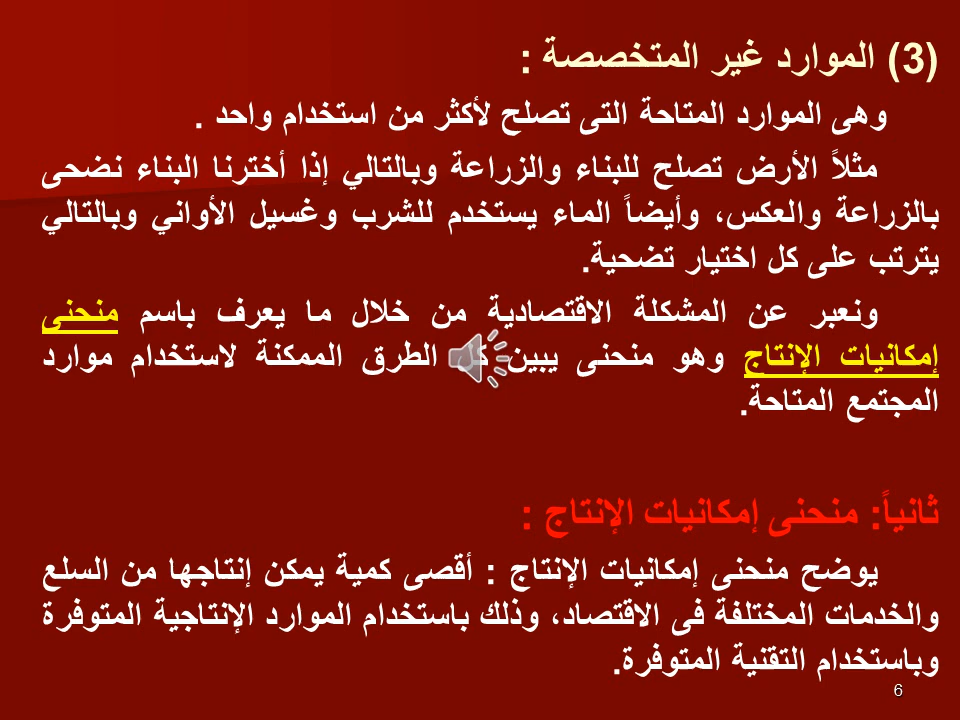 (3) الموارد غير المتخصصة :
وهى الموارد المتاحة التى تصلح لأكثر من استخدام واحد .
مثلاً الأرض تصلح للبناء والزراعة وبالتالي إذا أخترنا البناء نضحى
بالزراعة والعكس، وأيضاً الماء يستخدم للشرب وغسيل الأواني وبالتالي
يترتب على كل اختيار تضحية.
ونعبر عن المشكلة الاقتصادية من خلال ما يعرف باسم منحنى
إمكانيات الإنتاج وهو منحنى يبين الطرق الممكنة لاستخدام موارد
المجتمع المتاحة.
ثانياً: منحنى إمكانيات الإنتاج :
يوضح منحنى إمكانيات الإنتاج : أقصى كمية يمكن إنتاجها من السلع
والخدمات المختلفة فى الاقتصاد، وذلك باستخدام الموارد الإنتاجية المتوفرة
وباستخدام التقنية المتوفرة.
6